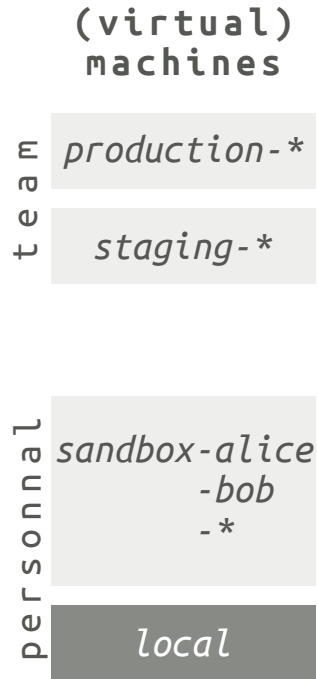 (virtual)
machines
team
production-*
staging-*
personnal
sandbox-alice
-bob
-*
local